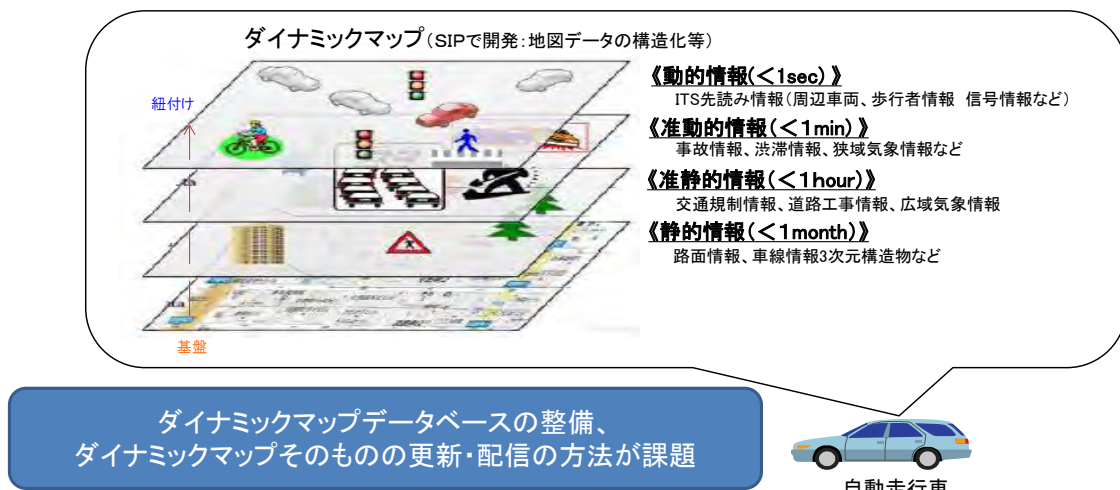 ダイナミックマップ(SIPで開発:地図データの構造化等)
《動的情報(<1sec)》
ITS先読み情報(周辺車両、歩行者情報 信号情報など)
紐付け
《准動的情報(<1min)》
事故情報、渋滞情報、狭域気象情報など
《准静的情報(<1hour)》
交通規制情報、道路工事情報、広域気象情報
《静的情報(<1month)》
路面情報、車線情報3次元構造物など
基盤
ダイナミックマップデータベースの整備、
ダイナミックマップそのものの更新・配信の方法が課題
自動走行車